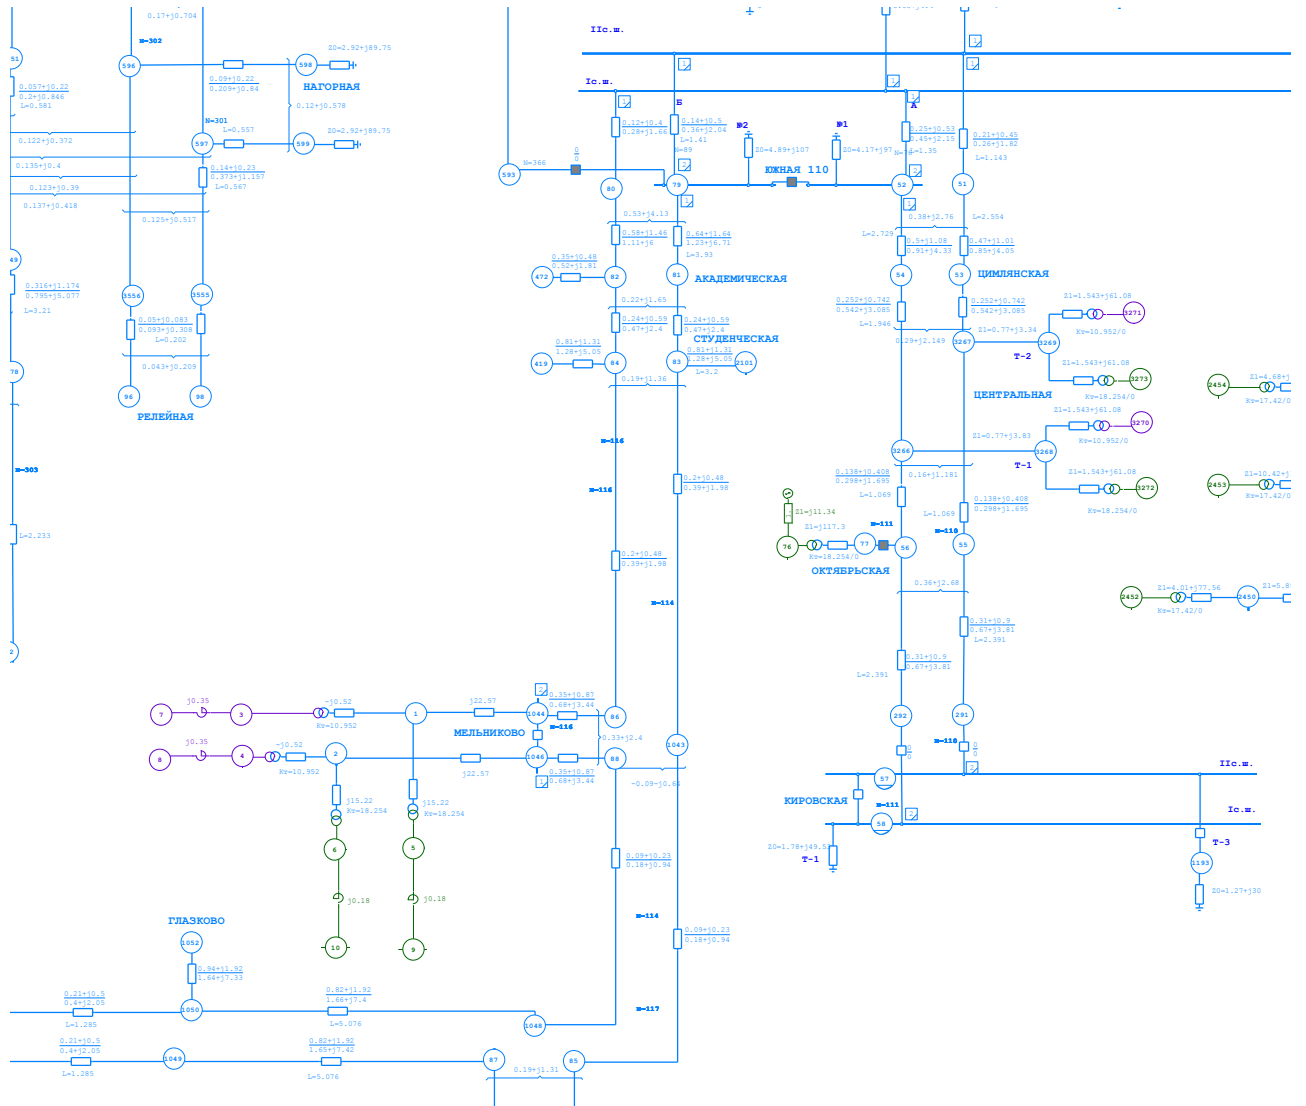 0.17+j0.704
IIс.ш.
м-302
51
596
598
Z0=2.92+j89.75
0.09+j0.22
0.209+j0.84
НАГОРНАЯ
Iс.ш.
0.057+j0.22
0.2+j0.846
L=0.581
0.12+j0.578
Б
А
N=301
L=0.557
0.122+j0.372
597
599
Z0=2.92+j89.75
0.12+j0.4
0.28+j1.66
0.14+j0.5
0.36+j2.04
L=1.41
N=89
№2
№1
0.25+j0.53
0.45+j2.15
L=1.35
0.21+j0.45
0.26+j1.82
L=1.143
Z0=4.89+j107
Z0=4.17+j97
0.135+j0.4
0.14+j0.23
0.373+j1.157
L=0.567
0.123+j0.39
0.137+j0.418
593
N=366
0
0
80
79
ЮЖНАЯ 110
52
51
0.125+j0.517
0.53+j4.13
0.38+j2.76
L=2.554
L=2.729
0.58+j1.46
1.11+j6
0.64+j1.64
1.23+j6.71
L=3.93
0.5+j1.08
0.91+j4.33
0.47+j1.01
0.85+j4.05
49
0.316+j1.174
0.795+j5.077
L=3.21
472
0.35+j0.48
0.52+j1.81
82
81
АКАДЕМИЧЕСКАЯ
54
53
ЦИМЛЯНСКАЯ
3556
3555
0.22+j1.65
0.252+j0.742
0.542+j3.085
L=1.946
0.252+j0.742
0.542+j3.085
Z1=1.543+j61.08
3271
Кт=10.952/0
0.05+j0.083
0.093+j0.308
L=0.202
0.24+j0.59
0.47+j2.4
0.24+j0.59
0.47+j2.4
СТУДЕНЧЕСКАЯ
0.29+j2.149
3267
Z1=0.77+j3.34
3269
Т-2
0.043+j0.209
419
0.81+j1.31
1.28+j5.05
84
83
0.81+j1.31
1.28+j5.05
L=3.2
2101
Z1=1.543+j61.08
3273
Кт=18.254/0
78
0.19+j1.36
96
98
РЕЛЕЙНАЯ
ЦЕНТРАЛЬНАЯ
2454
Кт=17.42/0
Z1=1.543+j61.08
3270
Кт=10.952/0
м-116
Z1=0.77+j3.83
3266
3268
Т-1
м-303
0.138+j0.408
0.298+j1.695
L=1.069
0.16+j1.181
Z1=1.543+j61.08
3272
Кт=18.254/0
2453
Кт=17.42/0
м-116
0.2+j0.48
0.39+j1.98
0.138+j0.408
0.298+j1.695
L=1.069
Z1=j11.34
Z1=j117.3
м-111
м-110
L=2.233
76
77
56
55
Кт=18.254/0
ОКТЯБРЬСКАЯ
0.2+j0.48
0.39+j1.98
0.36+j2.68
м-114
2452
Z1=4.01+j77.56
Кт=17.42/0
2450
0.31+j0.9
0.67+j3.81
L=2.391
0.31+j0.9
0.67+j3.81
L=2.391
7
j0.35
3
-j0.52
Кт=10.952
1
j22.57
1044
0.35+j0.87
0.68+j3.44
м-116
86
292
291
МЕЛЬНИКОВО
0.33+j2.4
1043
м-118
8
j0.35
4
-j0.52
Кт=10.952
2
j22.57
1046
0.35+j0.87
0.68+j3.44
88
0
0
0
0
IIс.ш.
57
КИРОВСКАЯ
м-111
j15.22
Кт=18.254
j15.22
Кт=18.254
Iс.ш.
58
6
5
0.09+j0.23
0.18+j0.94
Т-1
Т-3
1193
Z0=1.27+j30
j0.18
j0.18
ГЛАЗКОВО
м-114
1052
10
9
0.09+j0.23
0.18+j0.94
0.94+j1.92
1.64+j7.33
0.21+j0.5
0.4+j2.05
L=1.285
1050
0.82+j1.92
1.66+j7.4
L=5.076
м-117
1048
0.21+j0.5
0.4+j2.05
L=1.285
1049
0.82+j1.92
1.65+j7.42
L=5.076
87
85
0.19+j1.31